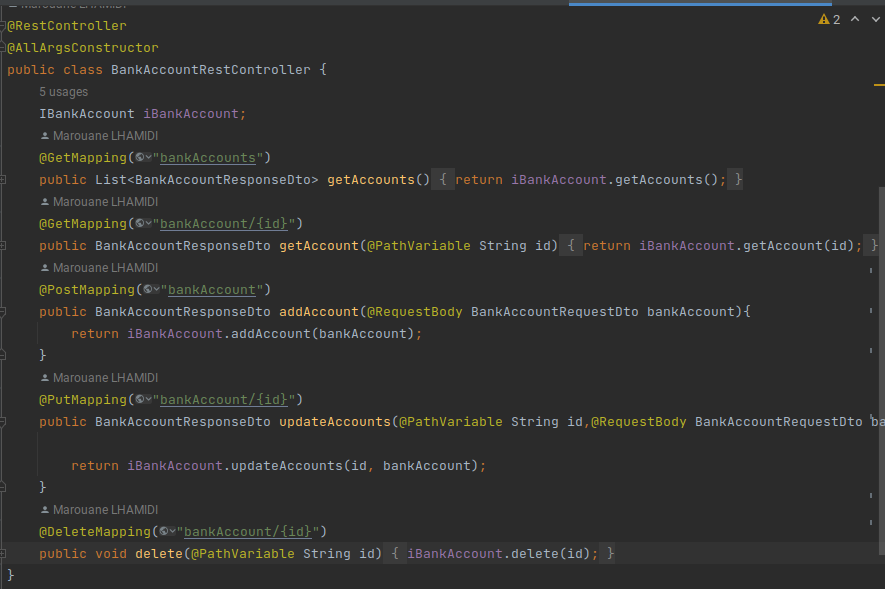 Marouane LHAMIDI
@RestController
2
@AllArgsConstructor
public class BankAccountRestController {
5 usages
IBankAccount iBankAccount;
Marouane LHAMIDI
@GetMapping("bankAccounts")
public List<BankAccountResponseDto> getAccounts() { return iBankAccount.getAccounts(); }
Marouane LHAMIDI
@GetMapping("bankAccount/{id}")
public BankAccountResponseDto getAccount(@PathVariable String id) { return iBankAccount.getAccount(id); }
Marouane LHAMIDI
@PostMapping("bankAccount")
public BankAccountResponseDto addAccount(@RequestBody BankAccountRequestDto bankAccount){
return iBankAccount.addAccount(bankAccount);
}
Marouane LHAMIDI
@PutMapping("bankAccount/{id}")
public BankAccountResponseDto updateAccounts(@PathVariable String id,@RequestBody BankAccountRequestDto ba
return iBankAccount.updateAccounts(id, bankAccount);
}
Marouane LHAMIDI
@DeleteMapping("bankAccount/{id}")
public void delete(@PathVariable String id) { iBankAccount.delete(id); }
}